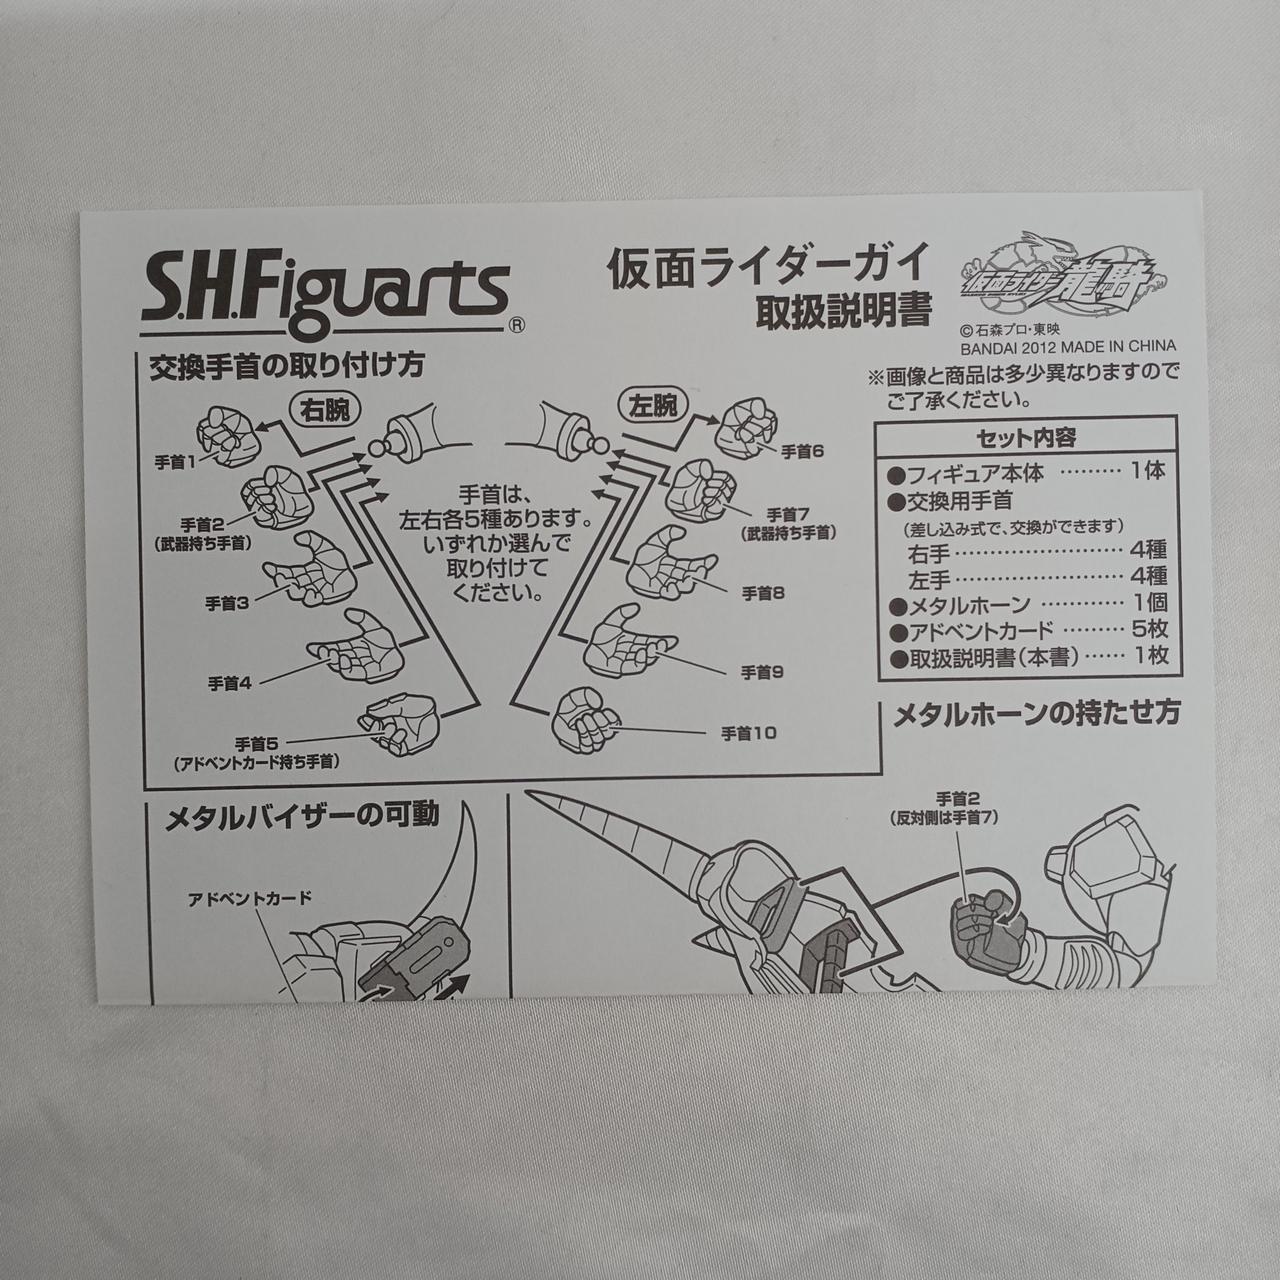 S.H.Figuarts®
仮面ライダーガイ
取扱説明書
仮面ライダー龍騎
©石森プロ・東映
BANDAI 2012 MADE IN CHINA
※画像と商品は多少異なりますので
ご了承ください。
交換手首の取り付け方
右腕
左腕
手首1
手首2
(武器持ち手首)
手首3
手首4
手首5
(アドベントカード持ち手首)
手首は、
左右各5種あります。
いずれか選んで
取り付けて
ください。
手首6
手首7
(武器持ち手首)
手首8
手首9
手首10
セット内容
●フィギュア本体 ……… 1体
●交換用手首
(差し込み式で、交換ができます)
右手 …………………… 4種
左手 …………………… 4種
●メタルホーン ………… 1個
●アドベントカード ……… 5枚
●取扱説明書(本書) …… 1枚
メタルバイザーの可動
アドベントカード
メタルホーンの持たせ方
手首2
(反対側は手首7)